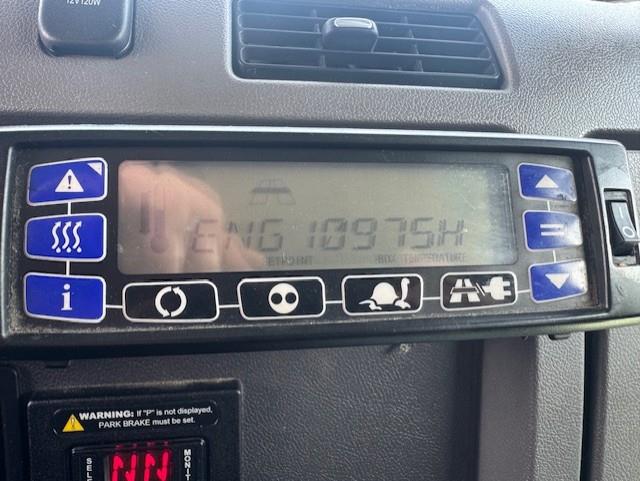 12V120W
ENG 10975H
SETPOINT BOX TEMPERATURE
i
WARNING: If "P" is not displayed,
PARK BRAKE must be set.
NN